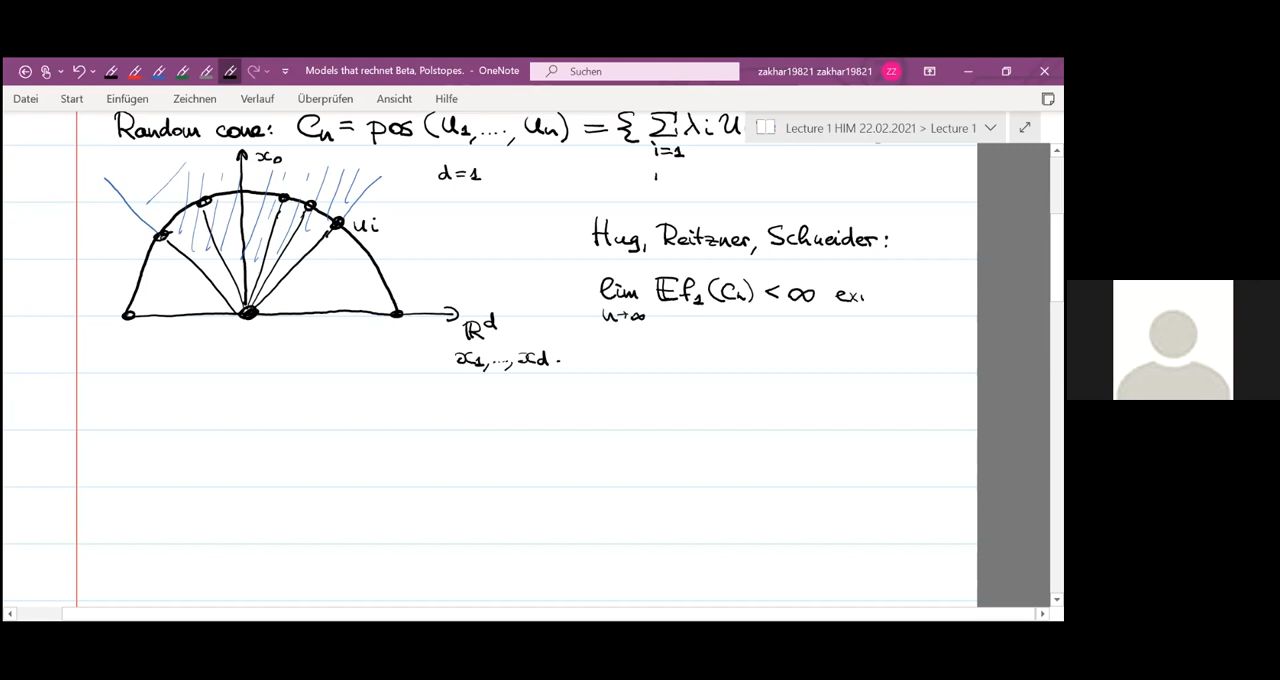 Models that rechnet Beta, Polstopes. - OneNote
Suchen
zakhar19821 zakhar19821
ZZ
Datei Start Einfügen Zeichnen Verlauf Überprüfen Ansicht Hilfe
Lecture 1 HIM 22.02.2021 > Lecture 1
Random cone: Cn = pos (U1, ..., Un) = { ∑ λi U
i=1
x0
d=1
ui
Hug, Reitzner, Schneider:
lim E f1 (Cn) < ∞ exi
n→∞
ℝ^d
x1, ..., xd.